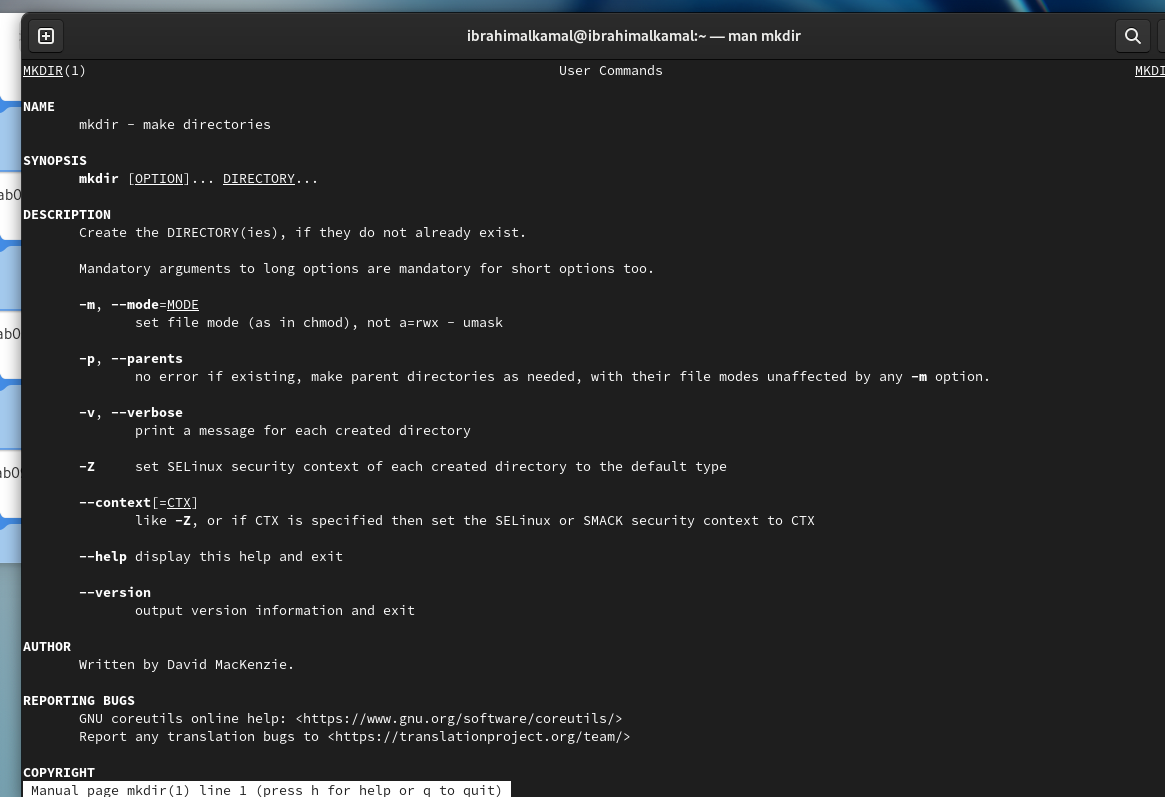 ibrahimalkamal@ibrahimalkamal:~ — man mkdir
MKDIR(1) User Commands MKDI
NAME
mkdir - make directories
SYNOPSIS
mkdir [OPTION]... DIRECTORY...
DESCRIPTION
Create the DIRECTORY(ies), if they do not already exist.
Mandatory arguments to long options are mandatory for short options too.
-m, --mode=MODE
set file mode (as in chmod), not a=rwx - umask
-p, --parents
no error if existing, make parent directories as needed, with their file modes unaffected by any -m option.
-v, --verbose
print a message for each created directory
-Z set SELinux security context of each created directory to the default type
--context[=CTX]
like -Z, or if CTX is specified then set the SELinux or SMACK security context to CTX
--help display this help and exit
--version
output version information and exit
AUTHOR
Written by David MacKenzie.
REPORTING BUGS
GNU coreutils online help: <https://www.gnu.org/software/coreutils/>
Report any translation bugs to <https://translationproject.org/team/>
COPYRIGHT
Manual page mkdir(1) line 1 (press h for help or q to quit)